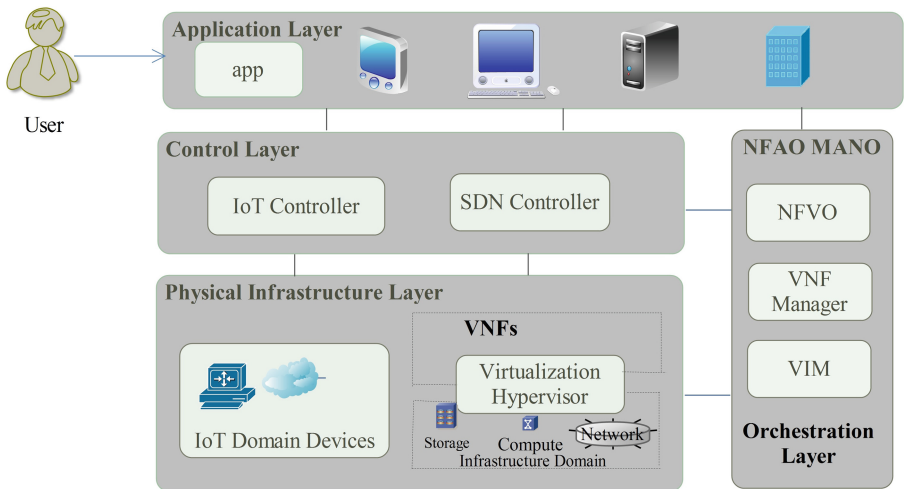 Application Layer
app
User
Control Layer
IoT Controller
SDN Controller
NFAO MANO
NFVO
VNF
Manager
VIM
Orchestration
Layer
Physical Infrastructure Layer
IoT Domain Devices
VNFs
Virtualization
Hypervisor
Storage
Compute
Network
Infrastructure Domain